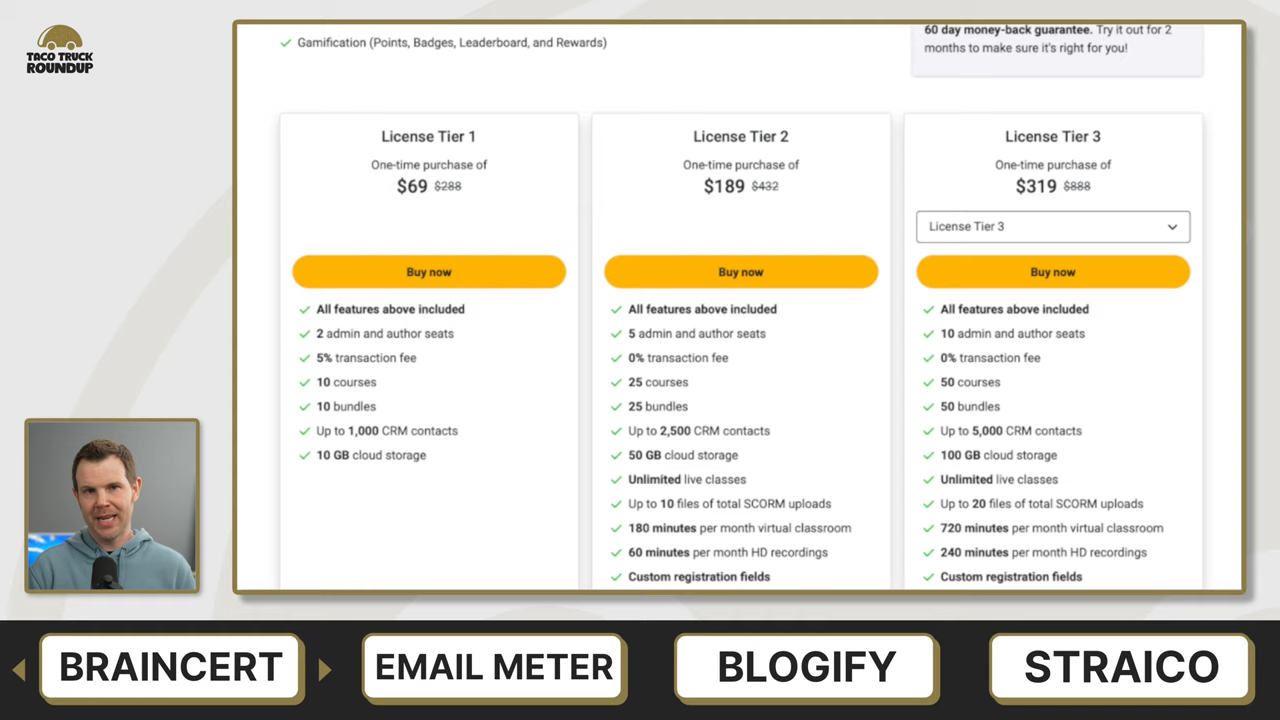 TACO TRUCK
ROUNDUP
Gamification (Points, Badges, Leaderboard, and Rewards)
60 day money-back guarantee. Try it out for 2
months to make sure it's right for you!
License Tier 1
One-time purchase of
$69 $288
Buy now
All features above included
2 admin and author seats
5% transaction fee
10 courses
10 bundles
Up to 1,000 CRM contacts
10 GB cloud storage
License Tier 2
One-time purchase of
$189 $432
Buy now
All features above included
5 admin and author seats
0% transaction fee
25 courses
25 bundles
Up to 2,500 CRM contacts
50 GB cloud storage
Unlimited live classes
Up to 10 files of total SCORM uploads
180 minutes per month virtual classroom
60 minutes per month HD recordings
Custom registration fields
License Tier 3
One-time purchase of
$319 $888
License Tier 3
Buy now
All features above included
10 admin and author seats
0% transaction fee
50 courses
50 bundles
Up to 5,000 CRM contacts
100 GB cloud storage
Unlimited live classes
Up to 20 files of total SCORM uploads
720 minutes per month virtual classroom
240 minutes per month HD recordings
Custom registration fields
BRAINCERT
EMAIL METER
BLOGIFY
STRAICO